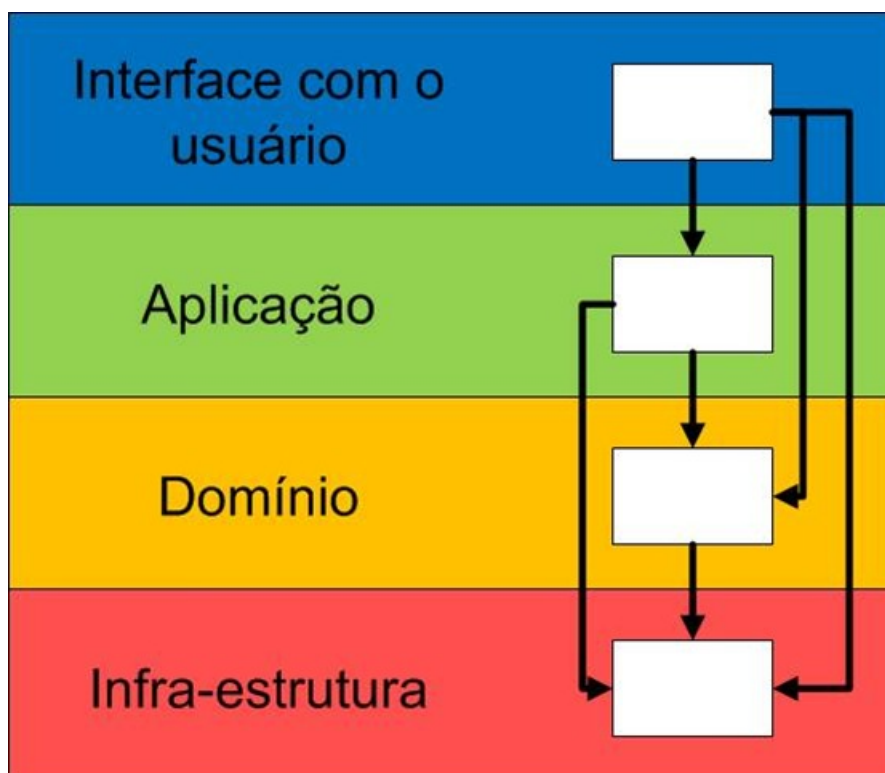 Interface com o
usuário
Aplicação
Domínio
Infra-estrutura